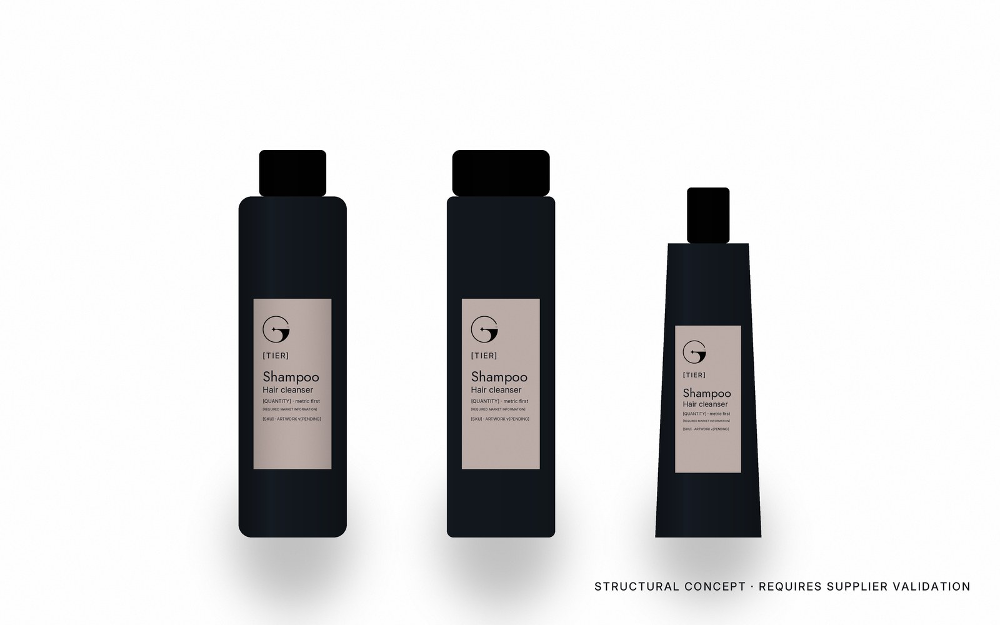 [TIER]
Shampoo
Hair cleanser
[QUANTITY] · metric first
[REQUIRED MARKET INFORMATION]
[SKU] · ARTWORK v[PENDING]
[TIER]
Shampoo
Hair cleanser
[QUANTITY] · metric first
[REQUIRED MARKET INFORMATION]
[SKU] · ARTWORK v[PENDING]
[TIER]
Shampoo
Hair cleanser
[QUANTITY] · metric first
[REQUIRED MARKET INFORMATION]
[SKU] · ARTWORK v[PENDING]
STRUCTURAL CONCEPT · REQUIRES SUPPLIER VALIDATION